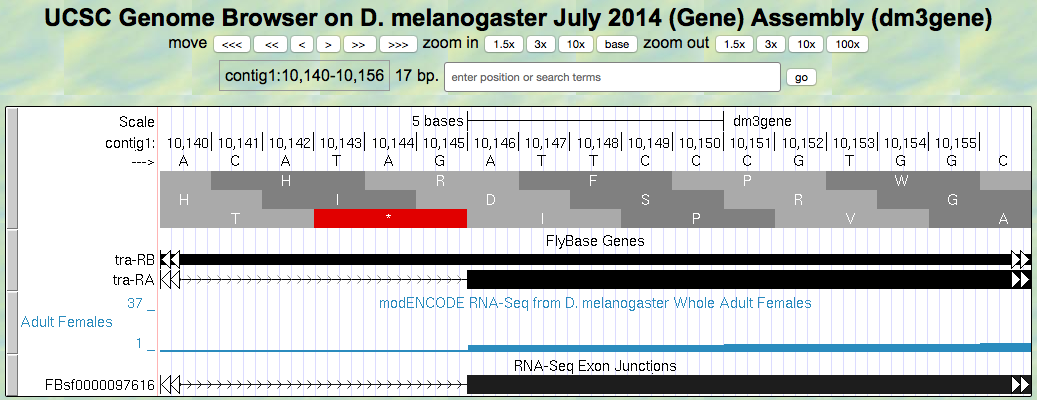 UCSC Genome Browser on D. melanogaster July 2014 (Gene) Assembly (dm3gene)
move <<< << < > >> >>> zoom in 1.5x 3x 10x base zoom out 1.5x 3x 10x 100x
contig1:10,140-10,156 17 bp. enter position or search terms go
Scale 5 bases dm3gene
contig1: 10,140 10,141 10,142 10,143 10,144 10,145 10,146 10,147 10,148 10,149 10,150 10,151 10,152 10,153 10,154 10,155
---> A C A T A G A T T C C C G T G G C
H R F P W
H I D S R G
T * I P V A
FlyBase Genes
tra-RB
tra-RA
37 _ modENCODE RNA-Seq from D. melanogaster Whole Adult Females
Adult Females
1 _
RNA-Seq Exon Junctions
FBsf0000097616